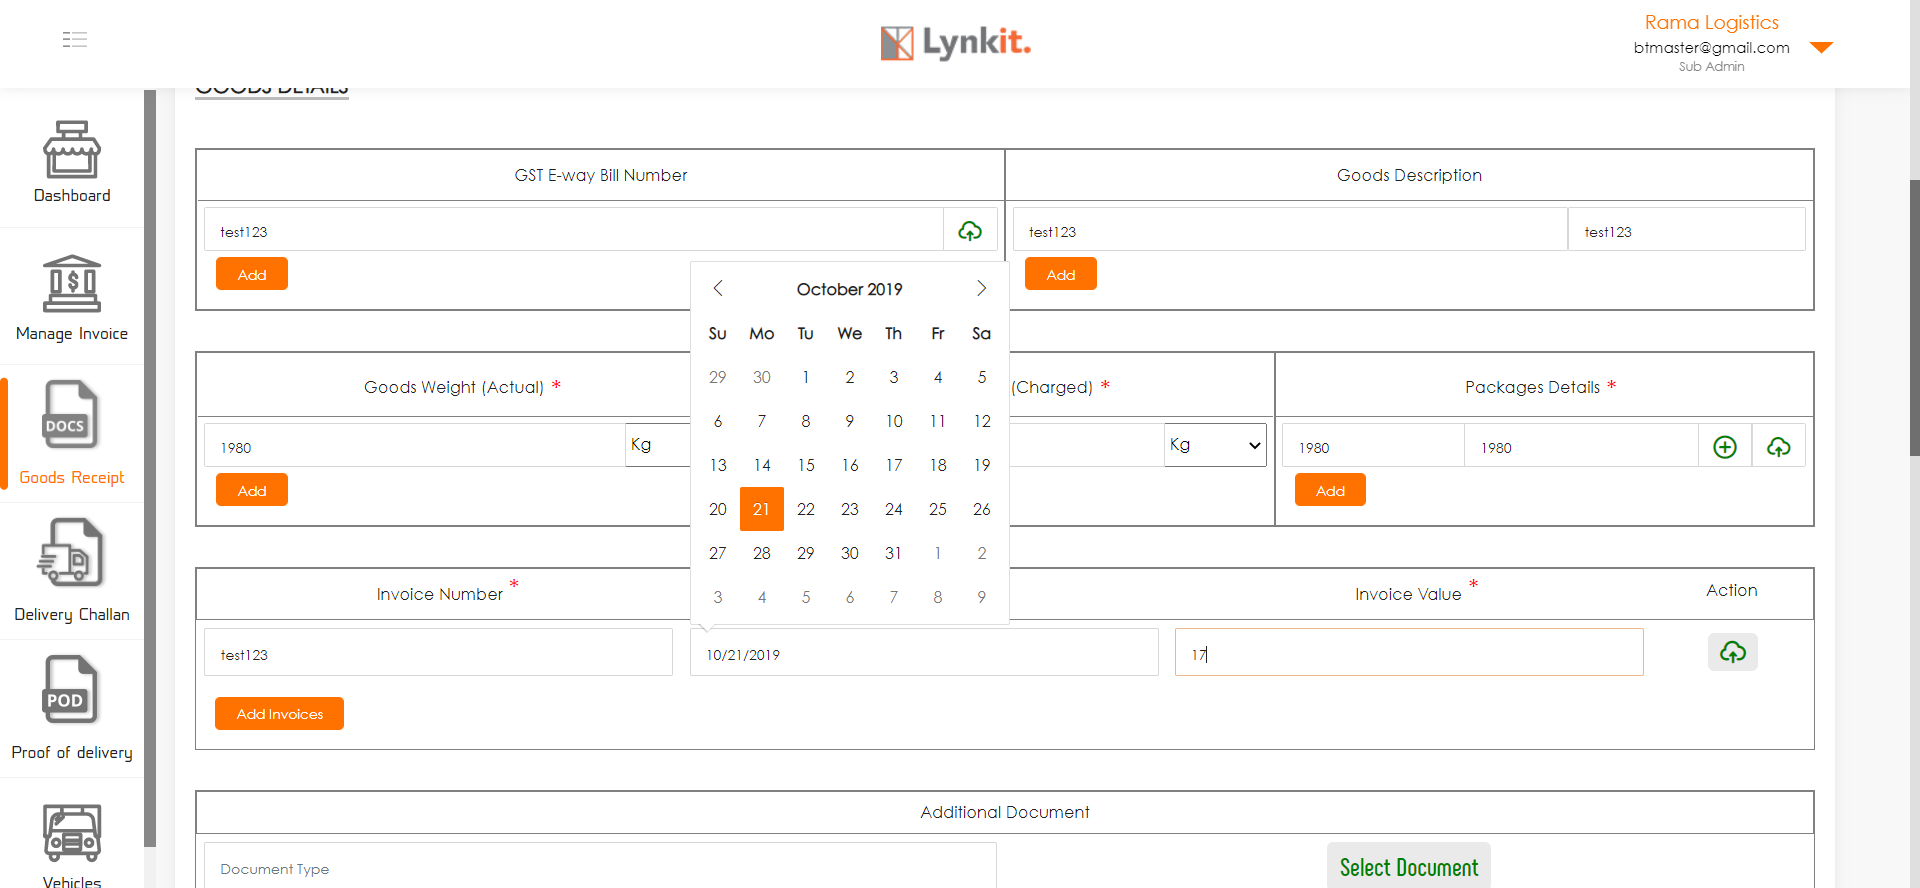 Lynkit.
Rama Logistics
btmaster@gmail.com
Sub Admin
GOODS DETAILS
Dashboard
Manage Invoice
DOCS
Goods Receipt
Delivery Challan
POD
Proof of delivery
Vehicles
GST E-way Bill Number
Goods Description
test123
test123
test123
Add
Add
October 2019
Su Mo Tu We Th Fr Sa
29 30 1 2 3 4 5
6 7 8 9 10 11 12
13 14 15 16 17 18 19
20 21 22 23 24 25 26
27 28 29 30 31 1 2
3 4 5 6 7 8 9
Goods Weight (Actual) *
(Charged) *
Packages Details *
1980
Kg
Kg
1980
1980
Add
Add
Invoice Number *
Invoice Value *
Action
test123
10/21/2019
17
Add Invoices
Additional Document
Document Type
Select Document